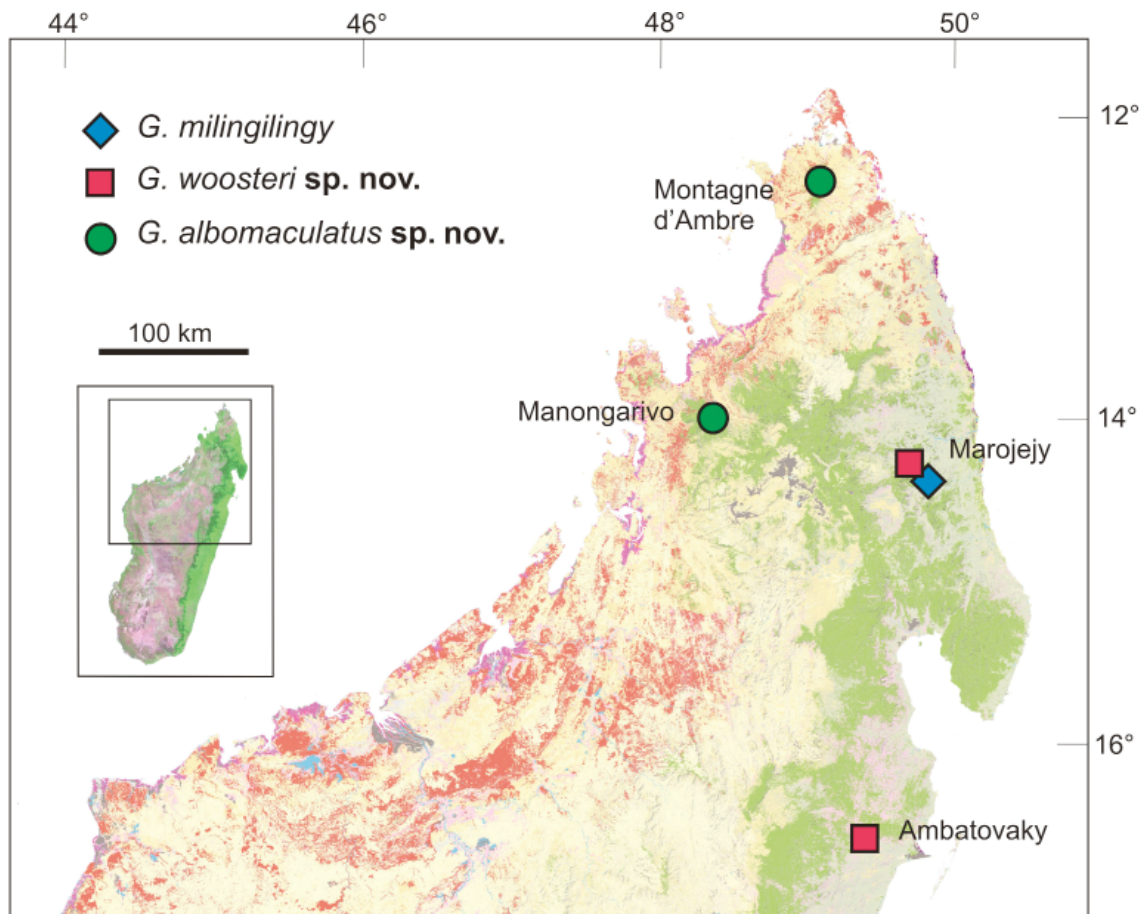 44° 46° 48° 50°
12°
G. milingilingy
G. woosteri sp. nov.
G. albomaculatus sp. nov.
Montagne
d'Ambre
100 km
Manongarivo
14°
Marojejy
16°
Ambatovaky